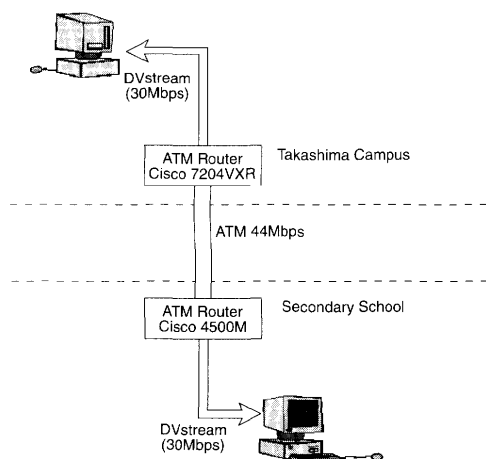 DVstream
(30Mbps)
ATM Router
Cisco 7204VXR
Takashima Campus
ATM 44Mbps
ATM Router
Cisco 4500M
Secondary School
DVstream
(30Mbps)